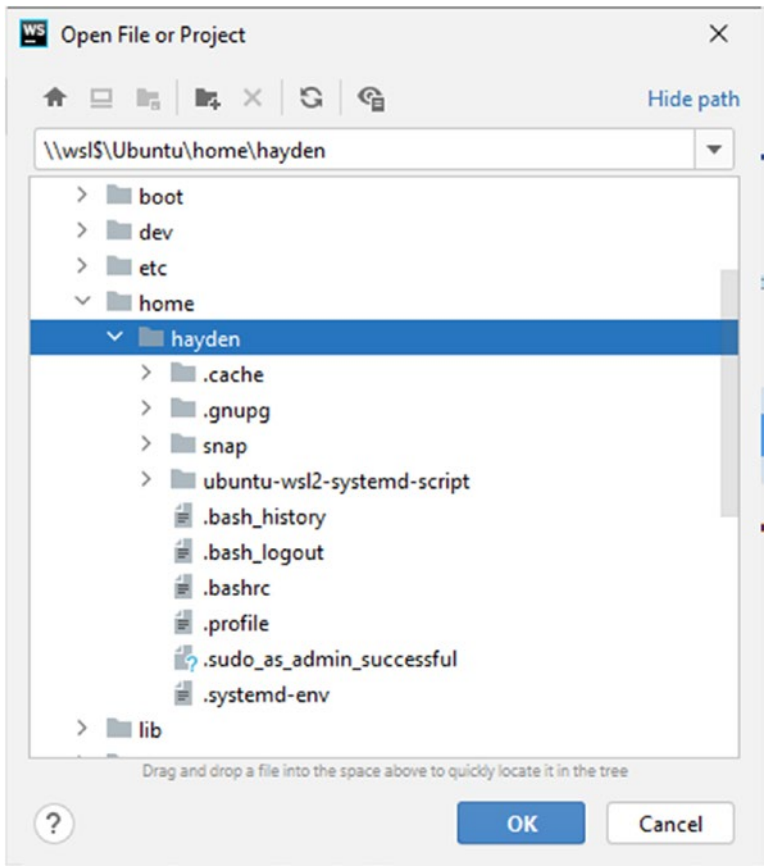 WS Open File or Project
Hide path
\\wsl$\Ubuntu\home\hayden
boot
dev
etc
home
hayden
.cache
.gnupg
snap
ubuntu-wsl2-systemd-script
.bash_history
.bash_logout
.bashrc
.profile
.sudo_as_admin_successful
.systemd-env
lib
Drag and drop a file into the space above to quickly locate it in the tree
? OK Cancel